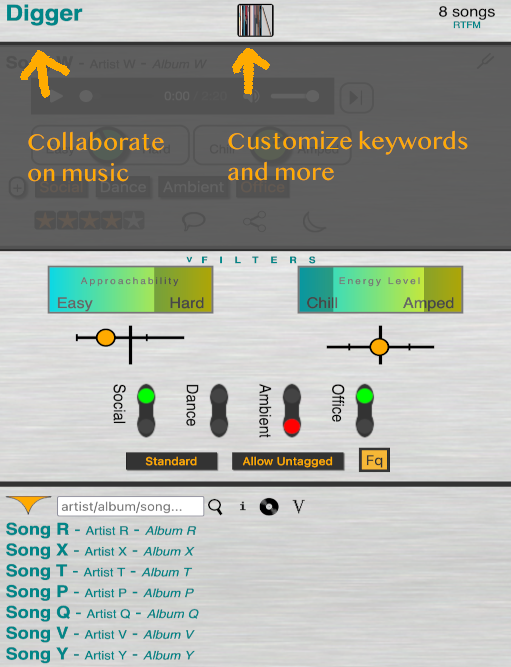 Digger
8 songs
RTFM
Song W - Artist W - Album W
0:00
Collaborate
on music
Customize keywords
and more
Social Dance Ambient Office
v FILTERS
Approachability
Easy Hard
Energy Level
Chill Amped
Social
Dance
Ambient
Office
Standard
Allow Untagged
Fq
artist/album/song...
i
V
Song R - Artist R - Album R
Song X - Artist X - Album X
Song T - Artist T - Album T
Song P - Artist P - Album P
Song Q - Artist Q - Album Q
Song V - Artist V - Album V
Song Y - Artist Y - Album Y